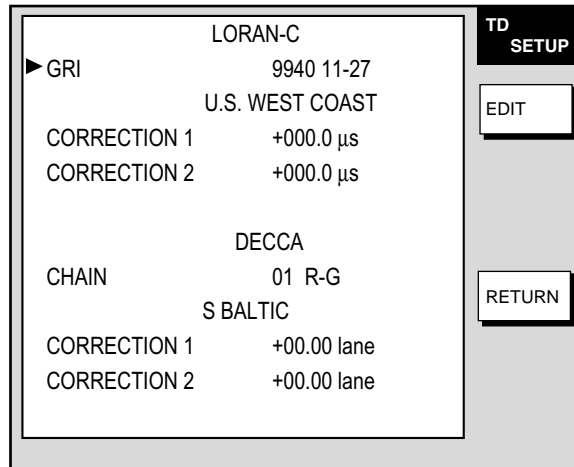 LORAN-C
▶GRI 9940 11-27
U.S. WEST COAST
CORRECTION 1 +000.0 μs
CORRECTION 2 +000.0 μs
DECCA
CHAIN 01 R-G
S BALTIC
CORRECTION 1 +00.00 lane
CORRECTION 2 +00.00 lane
TD
SETUP
EDIT
RETURN